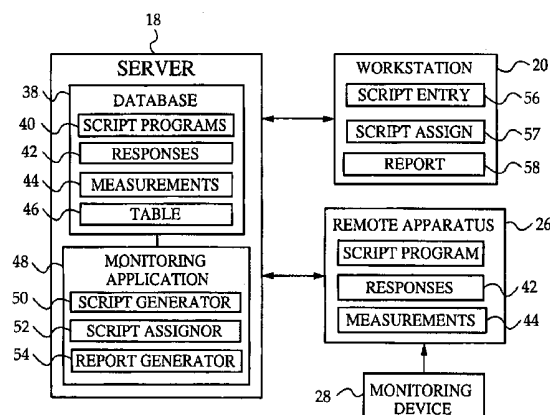 18
SERVER
38
DATABASE
40
SCRIPT PROGRAMS
42
RESPONSES
44
MEASUREMENTS
46
TABLE
48
MONITORING
APPLICATION
50
SCRIPT GENERATOR
52
SCRIPT ASSIGNOR
54
REPORT GENERATOR
WORKSTATION
20
SCRIPT ENTRY
56
SCRIPT ASSIGN
57
REPORT
58
REMOTE APPARATUS
26
SCRIPT PROGRAM
RESPONSES
42
MEASUREMENTS
44
28
MONITORING
DEVICE